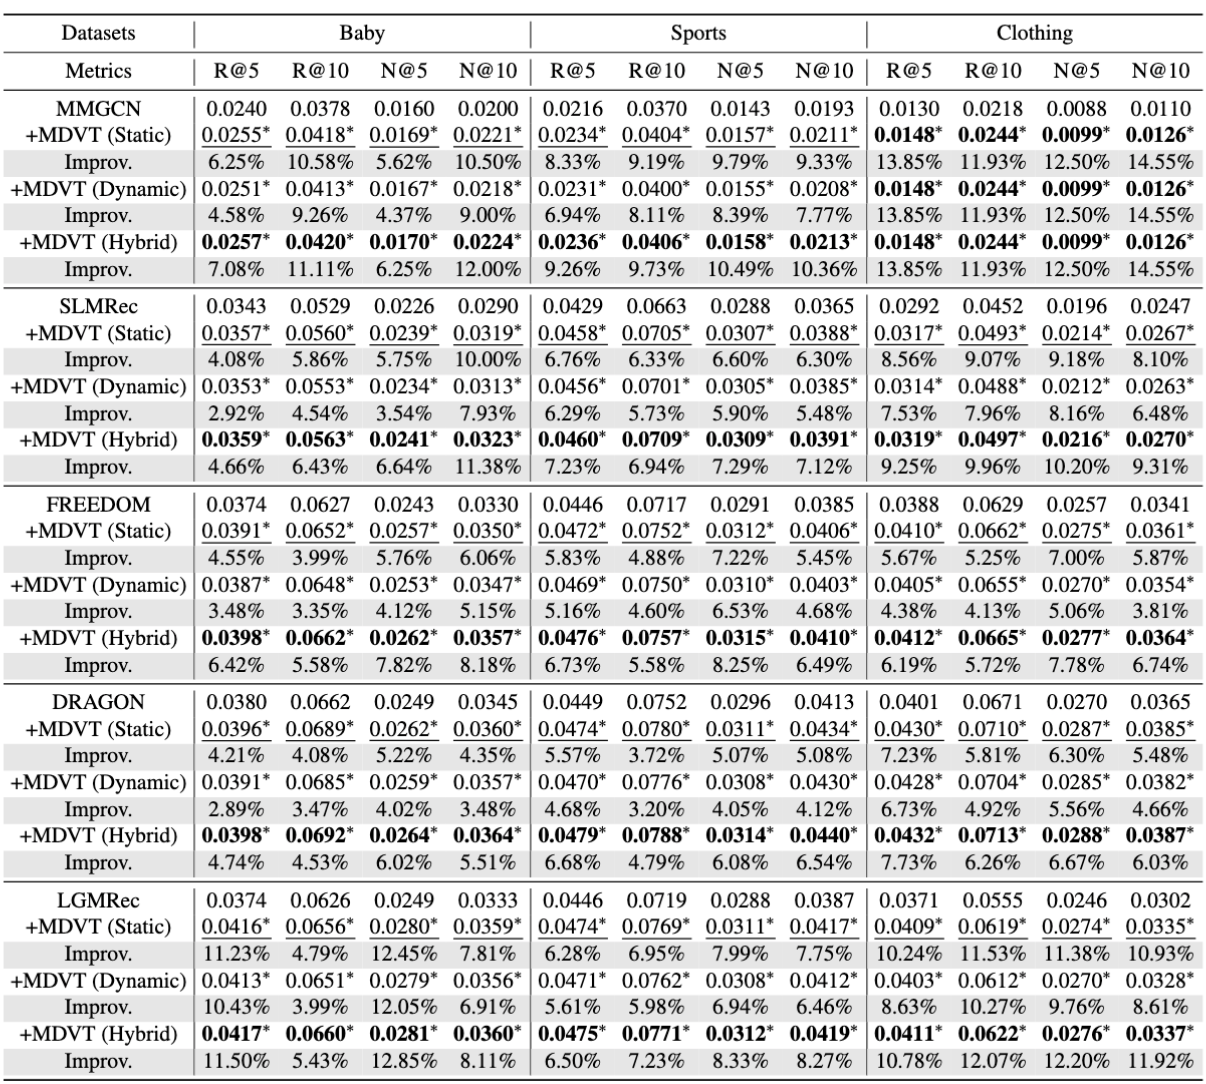 Datasets Baby Sports Clothing
Metrics R@5 R@10 N@5 N@10 R@5 R@10 N@5 N@10 R@5 R@10 N@5 N@10
MMGCN 0.0240 0.0378 0.0160 0.0200 0.0216 0.0370 0.0143 0.0193 0.0130 0.0218 0.0088 0.0110
+MDVT (Static) 0.0255* 0.0418* 0.0169* 0.0221* 0.0234* 0.0404* 0.0157* 0.0211* 0.0148* 0.0244* 0.0099* 0.0126*
Improv. 6.25% 10.58% 5.62% 10.50% 8.33% 9.19% 9.79% 9.33% 13.85% 11.93% 12.50% 14.55%
+MDVT (Dynamic) 0.0251* 0.0413* 0.0167* 0.0218* 0.0231* 0.0400* 0.0155* 0.0208* 0.0148* 0.0244* 0.0099* 0.0126*
Improv. 4.58% 9.26% 4.37% 9.00% 6.94% 8.11% 8.39% 7.77% 13.85% 11.93% 12.50% 14.55%
+MDVT (Hybrid) 0.0257* 0.0420* 0.0170* 0.0224* 0.0236* 0.0406* 0.0158* 0.0213* 0.0148* 0.0244* 0.0099* 0.0126*
Improv. 7.08% 11.11% 6.25% 12.00% 9.26% 9.73% 10.49% 10.36% 13.85% 11.93% 12.50% 14.55%
SLMRec 0.0343 0.0529 0.0226 0.0290 0.0429 0.0663 0.0288 0.0365 0.0292 0.0452 0.0196 0.0247
+MDVT (Static) 0.0357* 0.0560* 0.0239* 0.0319* 0.0458* 0.0705* 0.0307* 0.0388* 0.0317* 0.0493* 0.0214* 0.0267*
Improv. 4.08% 5.86% 5.75% 10.00% 6.76% 6.33% 6.60% 6.30% 8.56% 9.07% 9.18% 8.10%
+MDVT (Dynamic) 0.0353* 0.0553* 0.0234* 0.0313* 0.0456* 0.0701* 0.0305* 0.0385* 0.0314* 0.0488* 0.0212* 0.0263*
Improv. 2.92% 4.54% 3.54% 7.93% 6.29% 5.73% 5.90% 5.48% 7.53% 7.96% 8.16% 6.48%
+MDVT (Hybrid) 0.0359* 0.0563* 0.0241* 0.0323* 0.0460* 0.0709* 0.0309* 0.0391* 0.0319* 0.0497* 0.0216* 0.0270*
Improv. 4.66% 6.43% 6.64% 11.38% 7.23% 6.94% 7.29% 7.12% 9.25% 9.96% 10.20% 9.31%
FREEDOM 0.0374 0.0627 0.0243 0.0330 0.0446 0.0717 0.0291 0.0385 0.0388 0.0629 0.0257 0.0341
+MDVT (Static) 0.0391* 0.0652* 0.0257* 0.0350* 0.0472* 0.0752* 0.0312* 0.0406* 0.0410* 0.0662* 0.0275* 0.0361*
Improv. 4.55% 3.99% 5.76% 6.06% 5.83% 4.88% 7.22% 5.45% 5.67% 5.25% 7.00% 5.87%
+MDVT (Dynamic) 0.0387* 0.0648* 0.0253* 0.0347* 0.0469* 0.0750* 0.0310* 0.0403* 0.0405* 0.0655* 0.0270* 0.0354*
Improv. 3.48% 3.35% 4.12% 5.15% 5.16% 4.60% 6.53% 4.68% 4.38% 4.13% 5.06% 3.81%
+MDVT (Hybrid) 0.0398* 0.0662* 0.0262* 0.0357* 0.0476* 0.0757* 0.0315* 0.0410* 0.0412* 0.0665* 0.0277* 0.0364*
Improv. 6.42% 5.58% 7.82% 8.18% 6.73% 5.58% 8.25% 6.49% 6.19% 5.72% 7.78% 6.74%
DRAGON 0.0380 0.0662 0.0249 0.0345 0.0449 0.0752 0.0296 0.0413 0.0401 0.0671 0.0270 0.0365
+MDVT (Static) 0.0396* 0.0689* 0.0262* 0.0360* 0.0474* 0.0780* 0.0311* 0.0434* 0.0430* 0.0710* 0.0287* 0.0385*
Improv. 4.21% 4.08% 5.22% 4.35% 5.57% 3.72% 5.07% 5.08% 7.23% 5.81% 6.30% 5.48%
+MDVT (Dynamic) 0.0391* 0.0685* 0.0259* 0.0357* 0.0470* 0.0776* 0.0308* 0.0430* 0.0428* 0.0704* 0.0285* 0.0382*
Improv. 2.89% 3.47% 4.02% 3.48% 4.68% 3.20% 4.05% 4.12% 6.73% 4.92% 5.56% 4.66%
+MDVT (Hybrid) 0.0398* 0.0692* 0.0264* 0.0364* 0.0479* 0.0788* 0.0314* 0.0440* 0.0432* 0.0713* 0.0288* 0.0387*
Improv. 4.74% 4.53% 6.02% 5.51% 6.68% 4.79% 6.08% 6.54% 7.73% 6.26% 6.67% 6.03%
LGMRec 0.0374 0.0626 0.0249 0.0333 0.0446 0.0719 0.0288 0.0387 0.0371 0.0555 0.0246 0.0302
+MDVT (Static) 0.0416* 0.0656* 0.0280* 0.0359* 0.0474* 0.0769* 0.0311* 0.0417* 0.0409* 0.0619* 0.0274* 0.0335*
Improv. 11.23% 4.79% 12.45% 7.81% 6.28% 6.95% 7.99% 7.75% 10.24% 11.53% 11.38% 10.93%
+MDVT (Dynamic) 0.0413* 0.0651* 0.0279* 0.0356* 0.0471* 0.0762* 0.0308* 0.0412* 0.0403* 0.0612* 0.0270* 0.0328*
Improv. 10.43% 3.99% 12.05% 6.91% 5.61% 5.98% 6.94% 6.46% 8.63% 10.27% 9.76% 8.61%
+MDVT (Hybrid) 0.0417* 0.0660* 0.0281* 0.0360* 0.0475* 0.0771* 0.0312* 0.0419* 0.0411* 0.0622* 0.0276* 0.0337*
Improv. 11.50% 5.43% 12.85% 8.11% 6.50% 7.23% 8.33% 8.27% 10.78% 12.07% 12.20% 11.92%